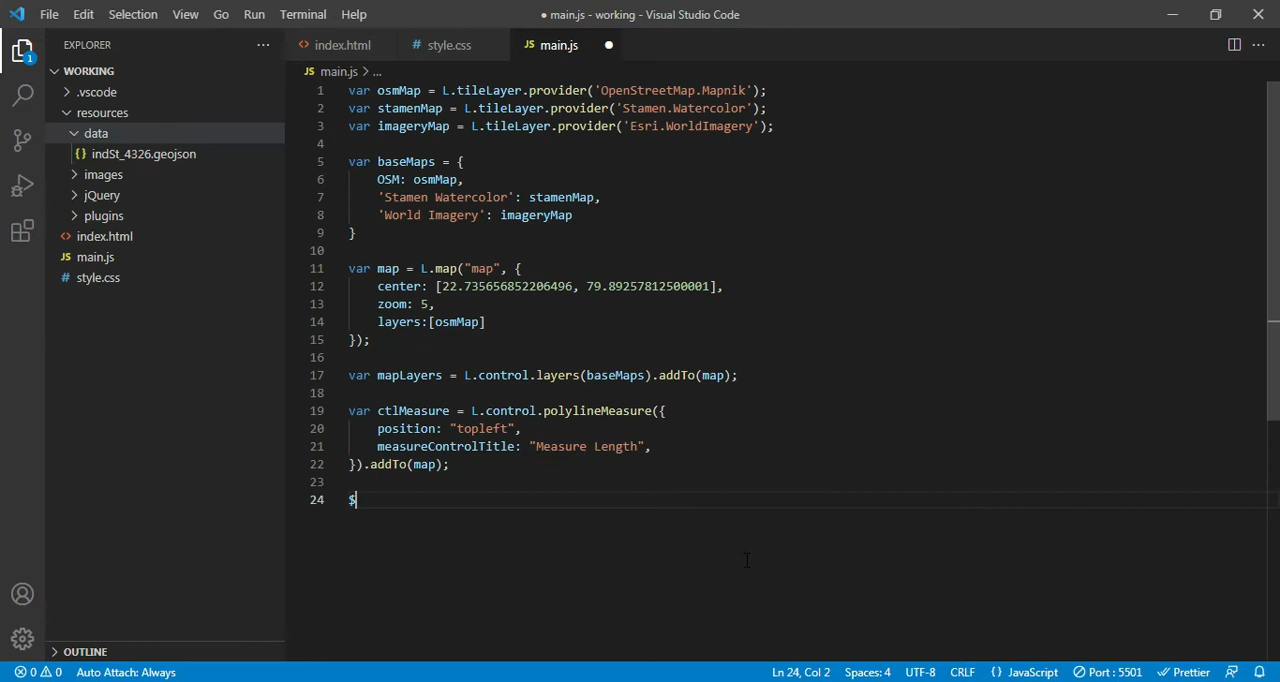 File Edit Selection View Go Run Terminal Help
● main.js - working - Visual Studio Code
EXPLORER
1
WORKING
.vscode
resources
data
{} indSt_4326.geojson
images
jQuery
plugins
<> index.html
JS main.js
# style.css
OUTLINE
<> index.html
# style.css
JS main.js
JS main.js > ...
1 var osmMap = L.tileLayer.provider('OpenStreetMap.Mapnik');
2 var stamenMap = L.tileLayer.provider('Stamen.Watercolor');
3 var imageryMap = L.tileLayer.provider('Esri.WorldImagery');
4
5 var baseMaps = {
6     OSM: osmMap,
7     'Stamen Watercolor': stamenMap,
8     'World Imagery': imageryMap
9 }
10
11 var map = L.map("map", {
12     center: [22.735656852206496, 79.89257812500001],
13     zoom: 5,
14     layers:[osmMap]
15 });
16
17 var mapLayers = L.control.layers(baseMaps).addTo(map);
18
19 var ctlMeasure = L.control.polylineMeasure({
20     position: "topleft",
21     measureControlTitle: "Measure Length",
22 }).addTo(map);
23
24 $
0 0 Auto Attach: Always
Ln 24, Col 2 Spaces: 4 UTF-8 CRLF {} JavaScript Port : 5501 Prettier